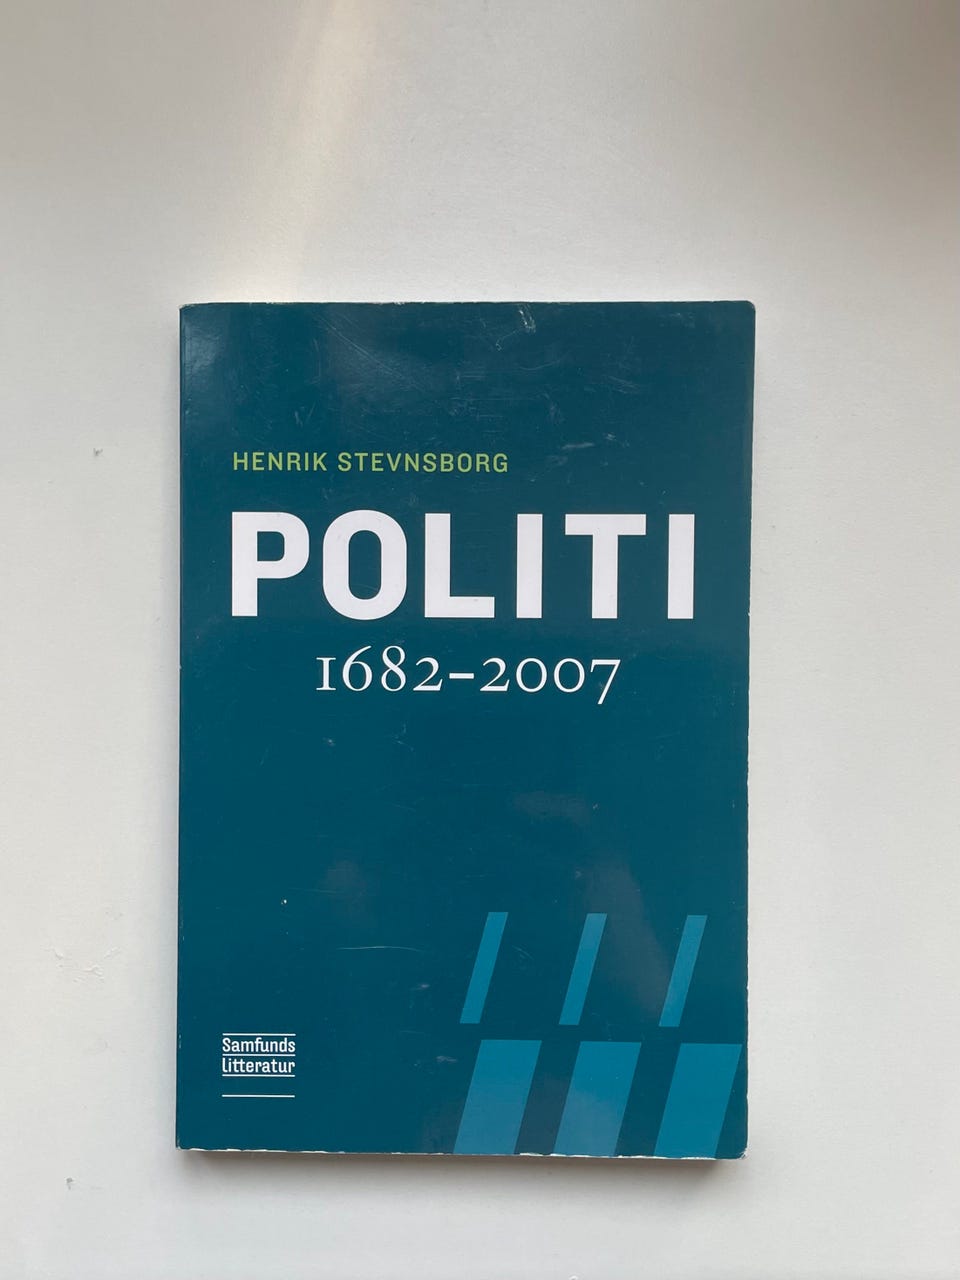 HENRIK STEVNSBORG
POLITI
1682–2007
Samfunds
litteratur